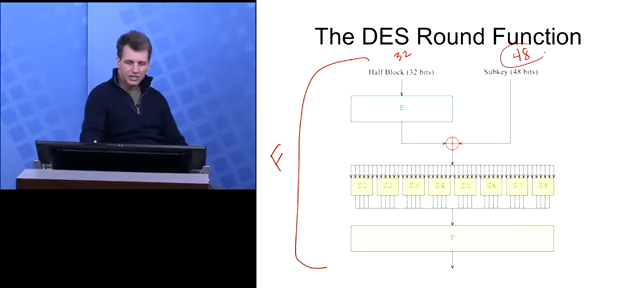 The DES Round Function
32
48
Half Block (32 bits)
Subkey (48 bits)
E
F
S1 S2 S3 S4 S5 S6 S7 S8
P